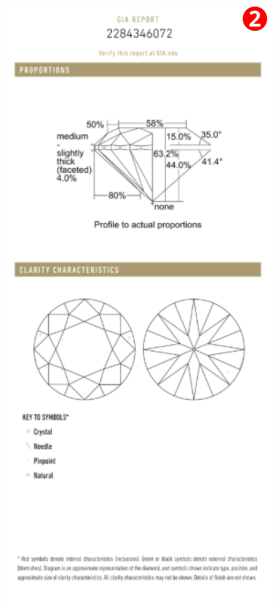 2
GIA REPORT
2284346072
Verify this report at GIA.edu
PROPORTIONS
50%
58%
medium
-
slightly
thick
(faceted)
4.0%
15.0%
35.0°
63.2%
44.0%
41.4°
80%
none
Profile to actual proportions
CLARITY CHARACTERISTICS
KEY TO SYMBOLS*
Crystal
Needle
Pinpoint
Natural
* Red symbols denote internal characteristics (inclusions). Green or black symbols denote external characteristics
(blemishes). Diagram is an approximate representation of the diamond, and symbols shown indicate type, position, and
approximate size of clarity characteristics. All clarity characteristics may not be shown. Details of finish are not shown.